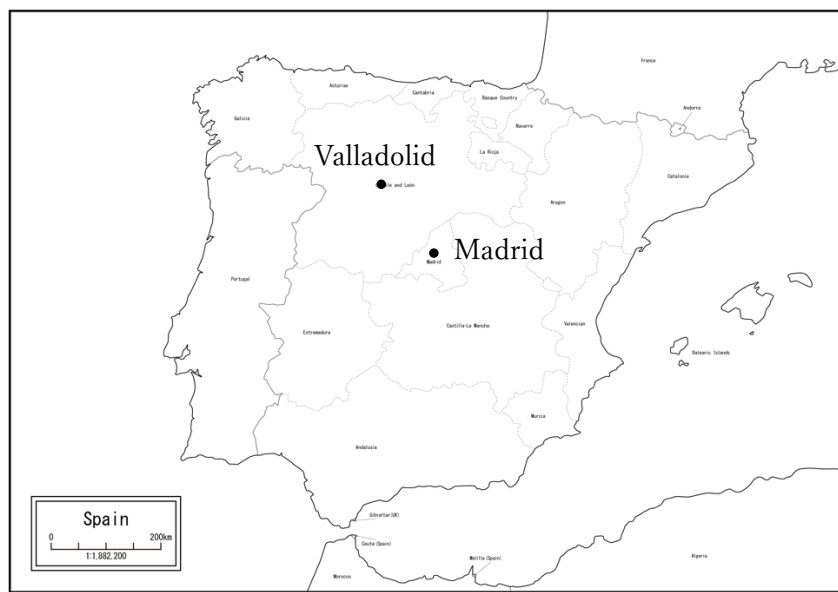 France
Asturias
Cantabria
Basque Country
Andorra
Galicia
Navarre
La Rioja
Valladolid
Catalonia
Aragon
Madrid
Madrid
Portugal
Extremadura
Castilla-La Mancha
Valencian
Balearic Islands
Murcia
Andalusia
Spain
0
200km
1:1,882,200
Gibraltar(UK)
Ceuta(Spain)
Melilla(Spain)
Algeria
Morocco